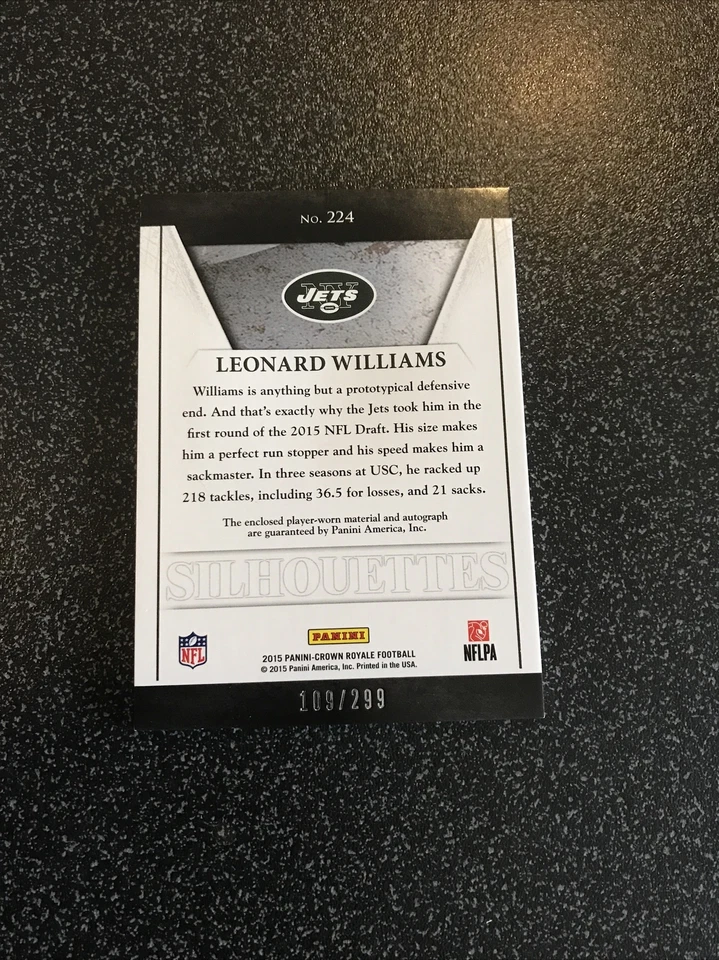 No. 224
NY
JETS
LEONARD WILLIAMS
Williams is anything but a prototypical defensive
end. And that's exactly why the Jets took him in the
first round of the 2015 NFL Draft. His size makes
him a perfect run stopper and his speed makes him a
sackmaster. In three seasons at USC, he racked up
218 tackles, including 36.5 for losses, and 21 sacks.
The enclosed player-worn material and autograph
are guaranteed by Panini America, Inc.
SILHOUETTES
NFL
PANINI
NFLPA
2015 PANINI-CROWN ROYALE FOOTBALL
© 2015 Panini America, Inc. Printed in the USA.
109/299